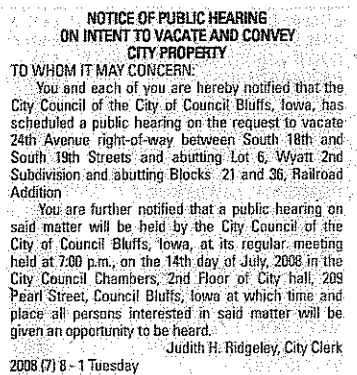 NOTICE OF PUBLIC HEARING
ON INTENT TO VACATE AND CONVEY
CITY PROPERTY
TO WHOM IT MAY CONCERN:
You and each of you are hereby notified that the
City Council of the City of Council Bluffs, Iowa, has
scheduled a public hearing on the request to vacate
24th Avenue right-of-way between South 18th and
South 19th Streets and abutting Lot 6, Wyatt 2nd
Subdivision and abutting Blocks 21 and 36, Railroad
Addition
You are further notified that a public hearing on
said matter will be held by the City Council of the
City of Council Bluffs, Iowa, at its regular meeting
held at 7:00 p.m., on the 14th day of July, 2008 in the
City Council Chambers, 2nd Floor of City hall, 209
Pearl Street, Council Bluffs, Iowa at which time and
place all persons interested in said matter will be
given an opportunity to be heard.
Judith H. Ridgeley, City Clerk
2008 (7) 8 - 1 Tuesday